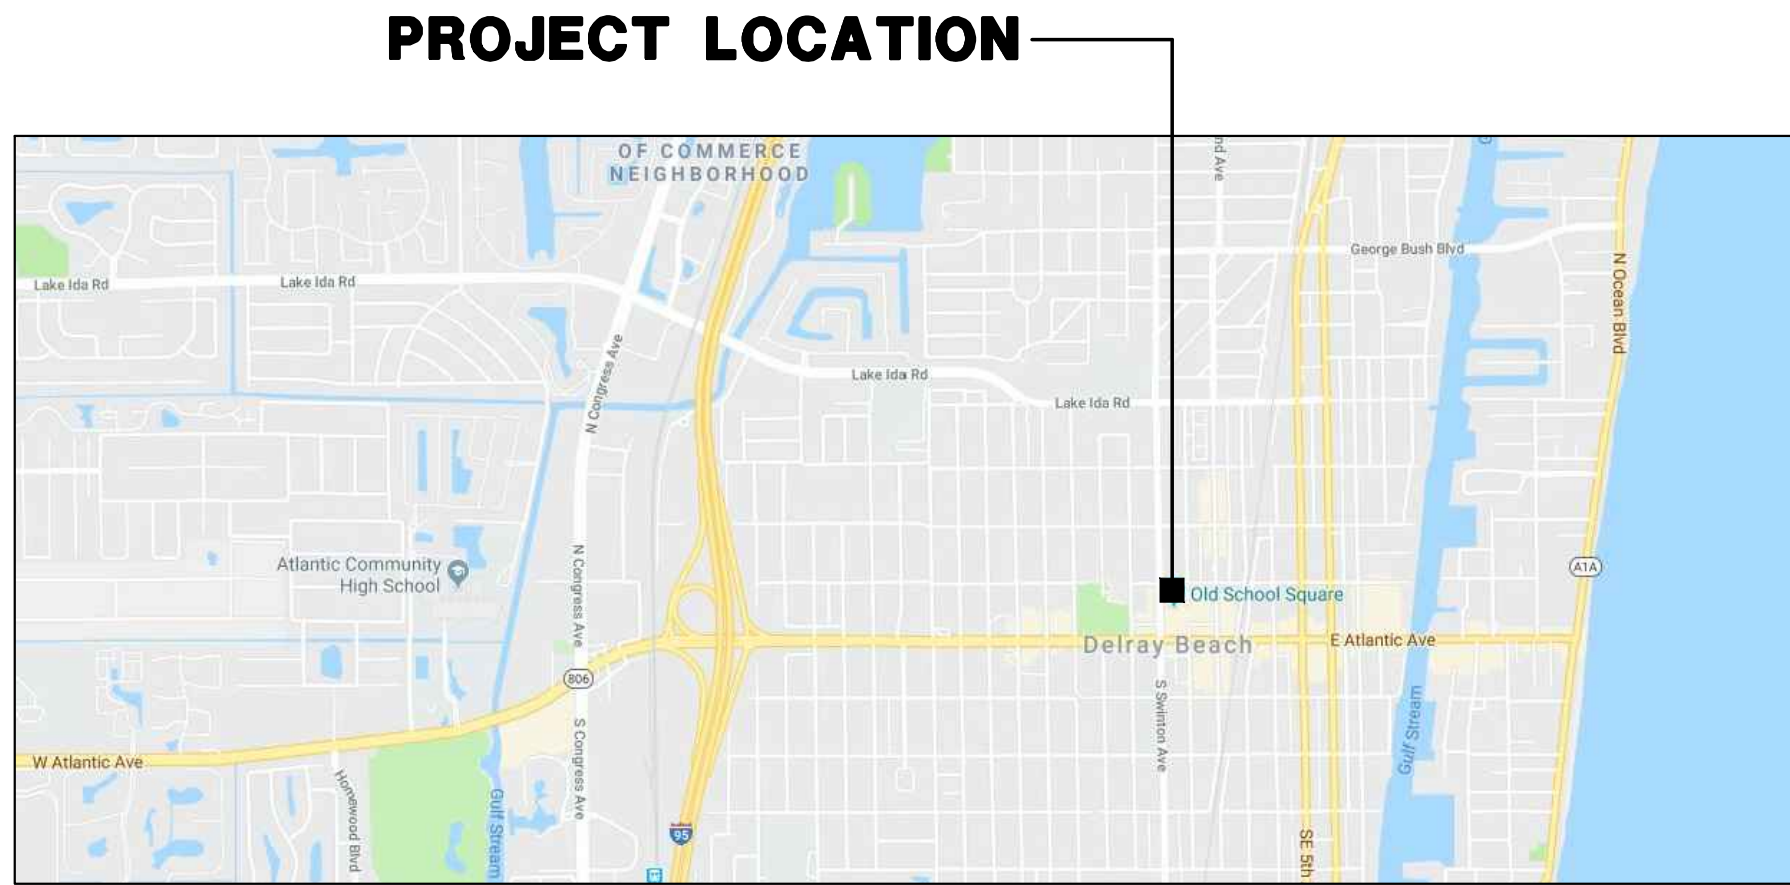 PROJECT LOCATION
OF COMMERCE
NEIGHBORHOOD
nd Ave
G
George Bush Blvd
N Ocean Blvd
Lake Ida Rd
Lake Ida Rd
N Congress Ave
Lake Ida Rd
Lake Ida Rd
Atlantic Community
High School
N Congress Ave
A1A
Old School Square
Delray Beach
E Atlantic Ave
806
S Swinton Ave
Gulf Stream
S Congress Ave
W Atlantic Ave
Homewood Blvd
Gulf Stream
95
SE 5th